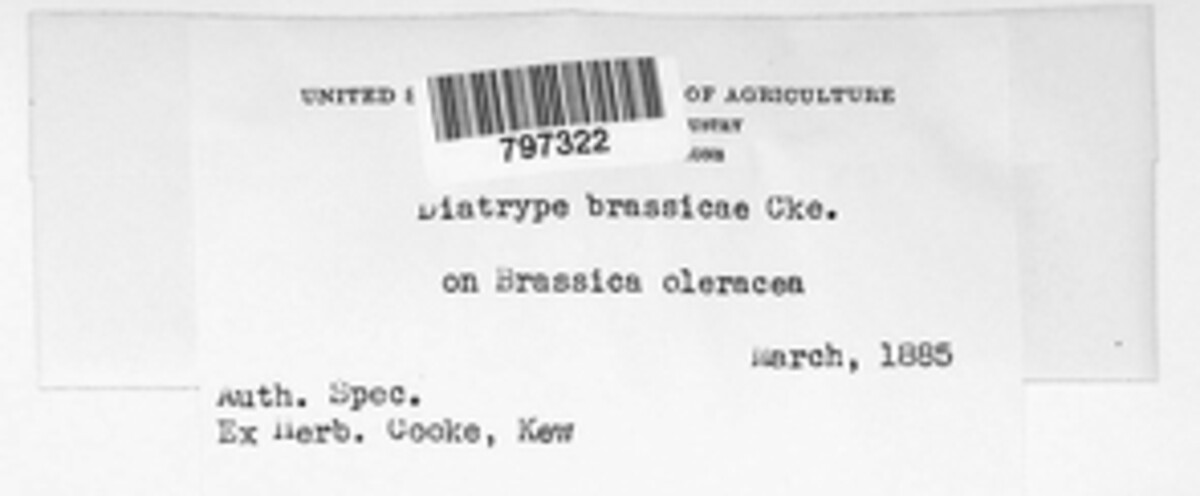 UNITED S OF AGRICULTURE
797322
Diatrype brassicae Cke.
on Brassica oleracea
March, 1885
Auth. Spec.
Ex Herb. Cooke, Kew